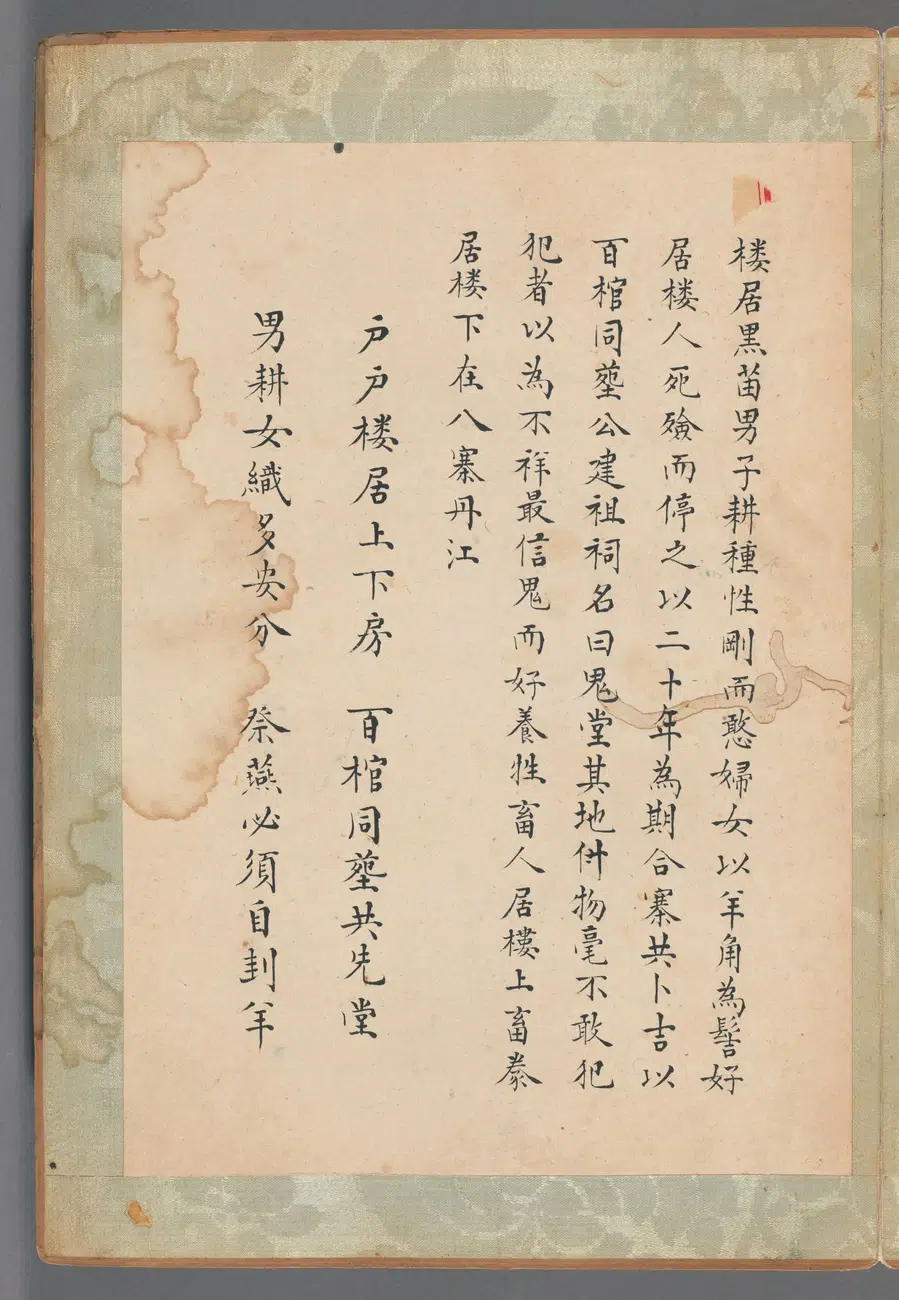 楼居黒苗男子耕種性剛而憨婦女以羊角為髻好
居楼人死殮而停之以二十年為期合寨共卜吉以
百棺同塟公建祖祠名曰鬼堂其地什物毫不敢犯
犯者以為不祥最信鬼而好養牲畜人居樓上畜豢
居楼下在八寨丹江
戶戶楼居上下房 百棺同塟共先堂
男耕女織多安分 祭燕必須自刲羊